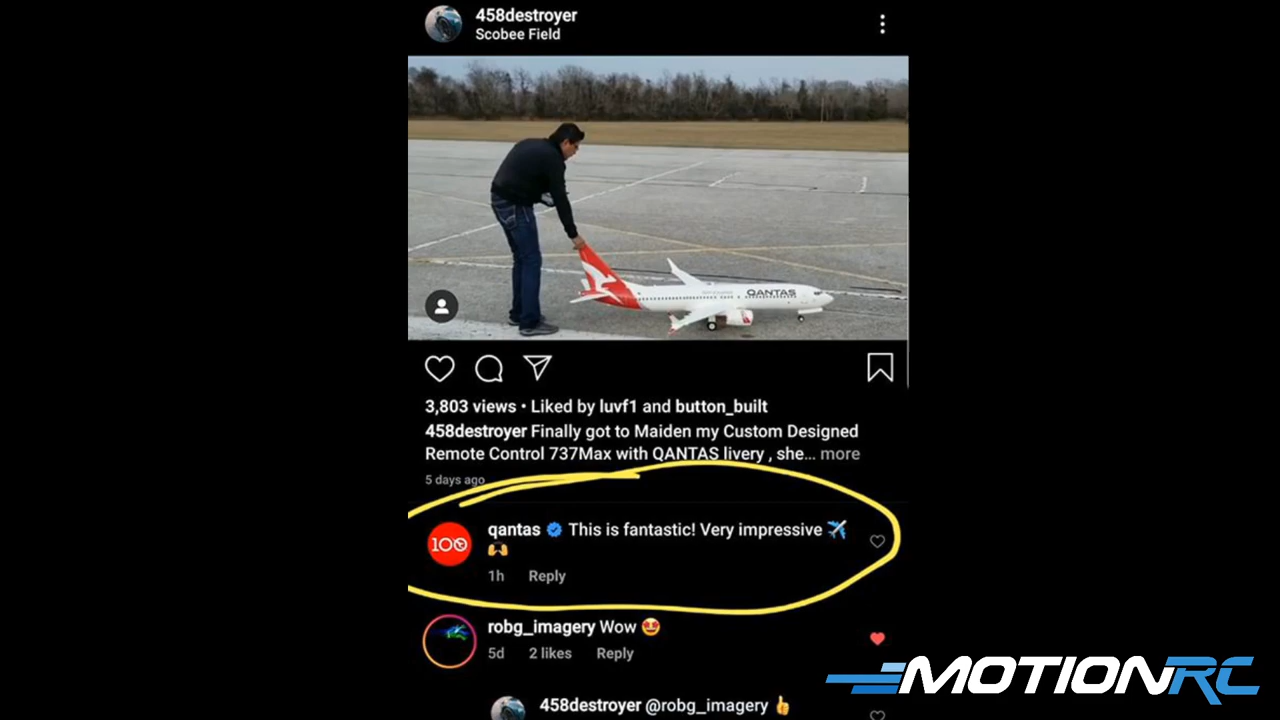 458destroyer
Scobee Field
QANTAS
3,803 views • Liked by luvf1 and button_built
458destroyer Finally got to Maiden my Custom Designed
Remote Control 737Max with QANTAS livery , she... more
5 days ago
100
qantas This is fantastic! Very impressive ✈️
🙌
1h Reply
robg_imagery Wow 🤩
5d 2 likes Reply
458destroyer @robg_imagery 👍
MOTIONRC